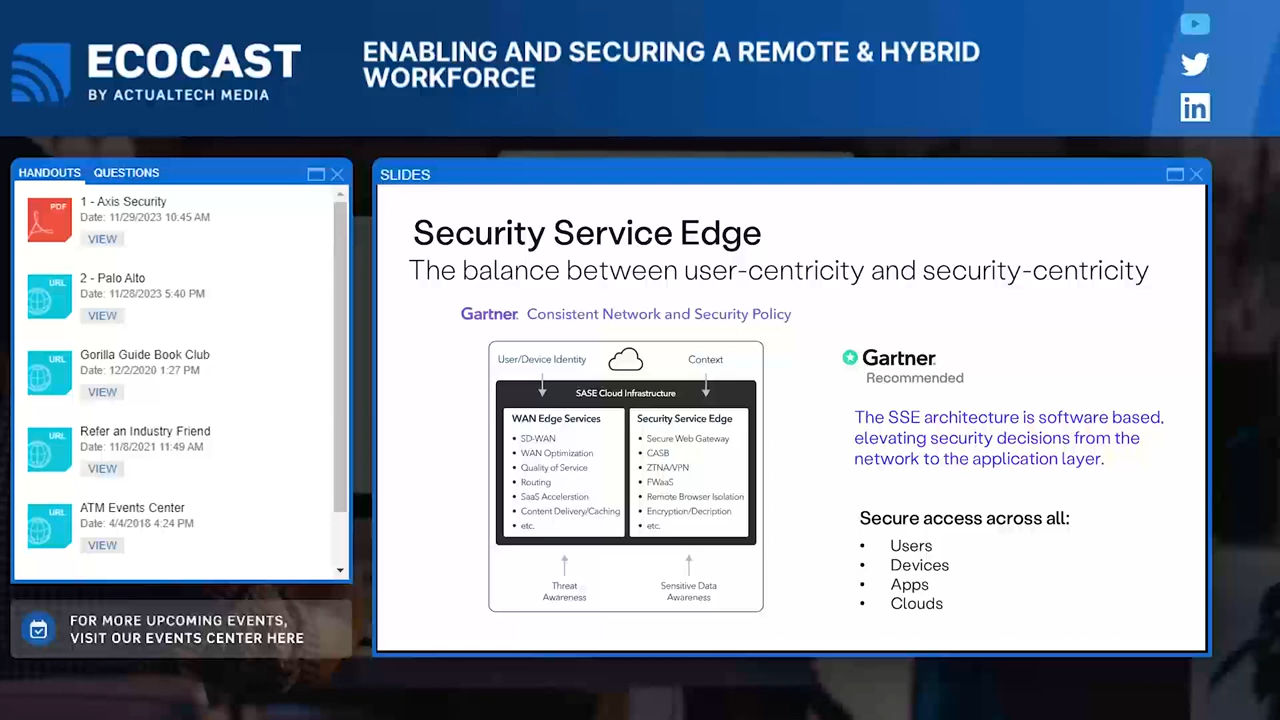 ECOCAST
BY ACTUALTECH MEDIA
ENABLING AND SECURING A REMOTE & HYBRID
WORKFORCE
in
HANDOUTS QUESTIONS
PDF
1 - Axis Security
Date: 11/29/2023 10:45 AM
VIEW
URL
2 - Palo Alto
Date: 11/28/2023 5:40 PM
VIEW
URL
Gorilla Guide Book Club
Date: 12/2/2020 1:27 PM
VIEW
URL
Refer an Industry Friend
Date: 11/8/2021 11:49 AM
VIEW
URL
ATM Events Center
Date: 4/4/2018 4:24 PM
VIEW
FOR MORE UPCOMING EVENTS,
VISIT OUR EVENTS CENTER HERE
SLIDES
Security Service Edge
The balance between user-centricity and security-centricity
Gartner Consistent Network and Security Policy
User/Device Identity
Context
SASE Cloud Infrastructure
WAN Edge Services
• SD-WAN
• WAN Optimization
• Quality of Service
• Routing
• SaaS Acceleration
• Content Delivery/Caching
• etc.
Security Service Edge
• Secure Web Gateway
• CASB
• ZTNA/VPN
• FWaaS
• Remote Browser Isolation
• Encryption/Decription
• etc.
Threat
Awareness
Sensitive Data
Awareness
Gartner
Recommended
The SSE architecture is software based,
elevating security decisions from the
network to the application layer.
Secure access across all:
• Users
• Devices
• Apps
• Clouds